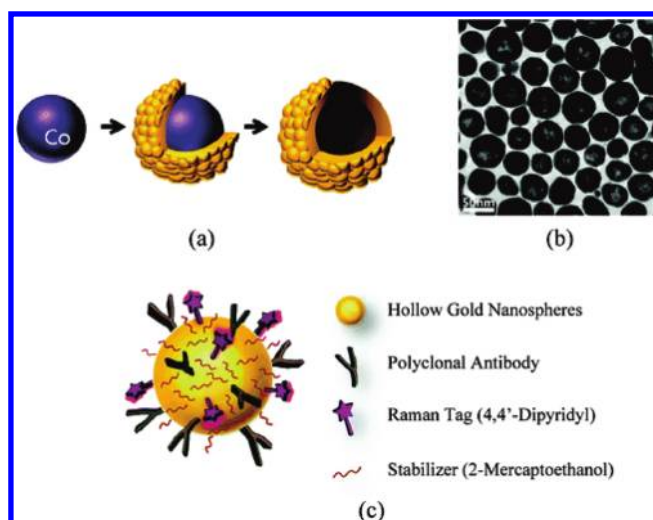 Co
(a)
50nm
(b)
Hollow Gold Nanospheres
Polyclonal Antibody
Raman Tag (4,4'-Dipyridyl)
Stabilizer (2-Mercaptoethanol)
(c)